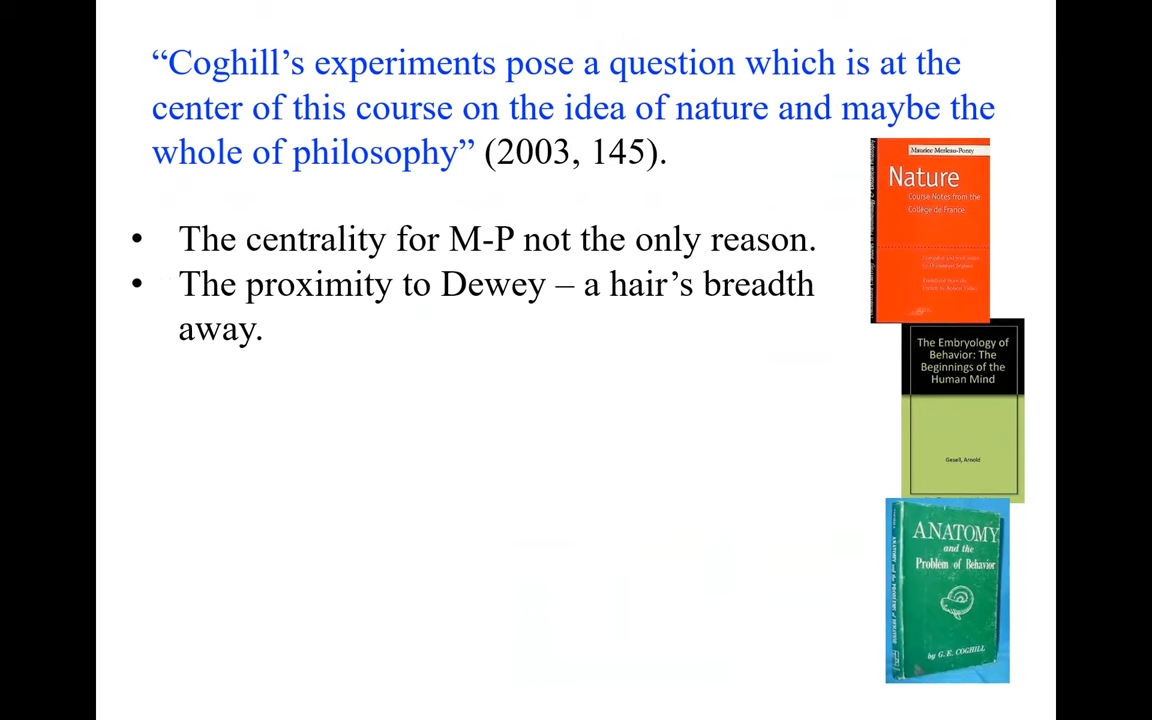 “Coghill’s experiments pose a question which is at the
center of this course on the idea of nature and maybe the
whole of philosophy” (2003, 145).
• The centrality for M-P not the only reason.
• The proximity to Dewey – a hair’s breadth
away.
Maurice Merleau-Ponty
Nature
Course Notes from the
Collège de France
The Embryology of
Behavior: The
Beginnings of the
Human Mind
Gesell, Arnold
ANATOMY
and the
Problem of Behavior
by G. E. COGHILL